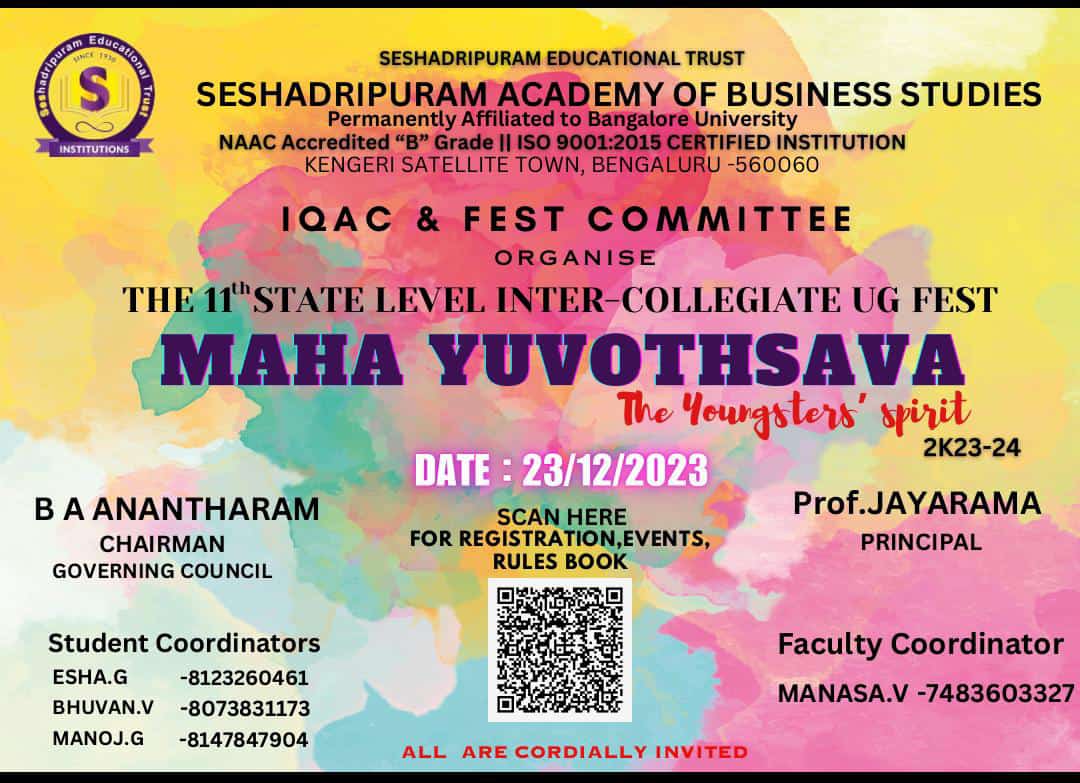 Seshadripuram Educational Trust
SINCE 1930
S
INSTITUTIONS
SESHADRIPURAM EDUCATIONAL TRUST
SESHADRIPURAM ACADEMY OF BUSINESS STUDIES
Permanently Affiliated to Bangalore University
NAAC Accredited “B” Grade || ISO 9001:2015 CERTIFIED INSTITUTION
KENGERI SATELLITE TOWN, BENGALURU -560060
IQAC & FEST COMMITTEE
ORGANISE
THE 11th STATE LEVEL INTER-COLLEGIATE UG FEST
MAHA YUVOTHSAVA
The Youngsters' spirit
2K23-24
DATE : 23/12/2023
B A ANANTHARAM
CHAIRMAN
GOVERNING COUNCIL
SCAN HERE
FOR REGISTRATION,EVENTS,
RULES BOOK
Prof.JAYARAMA
PRINCIPAL
Student Coordinators
ESHA.G -8123260461
BHUVAN.V -8073831173
MANOJ.G -8147847904
Faculty Coordinator
MANASA.V -7483603327
ALL ARE CORDIALLY INVITED